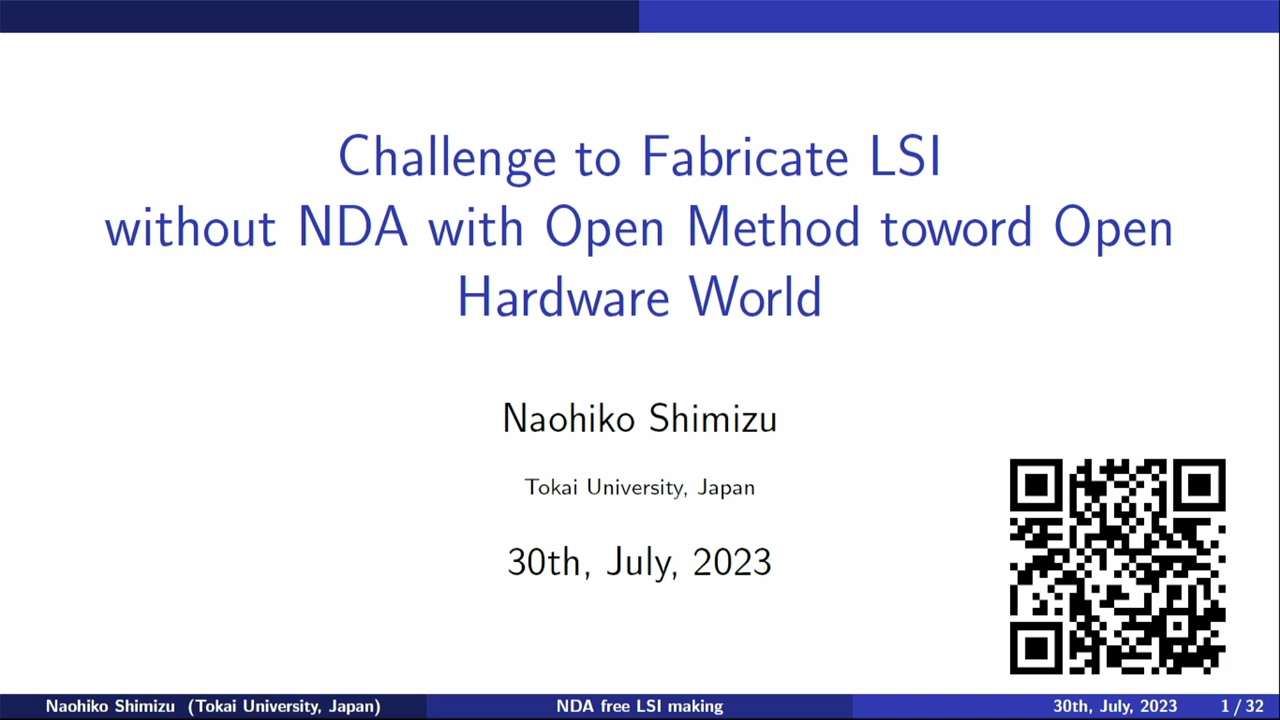 Challenge to Fabricate LSI
without NDA with Open Method toword Open
Hardware World
Naohiko Shimizu
Tokai University, Japan
30th, July, 2023
Naohiko Shimizu (Tokai University, Japan)
NDA free LSI making
30th, July, 2023
1 / 32